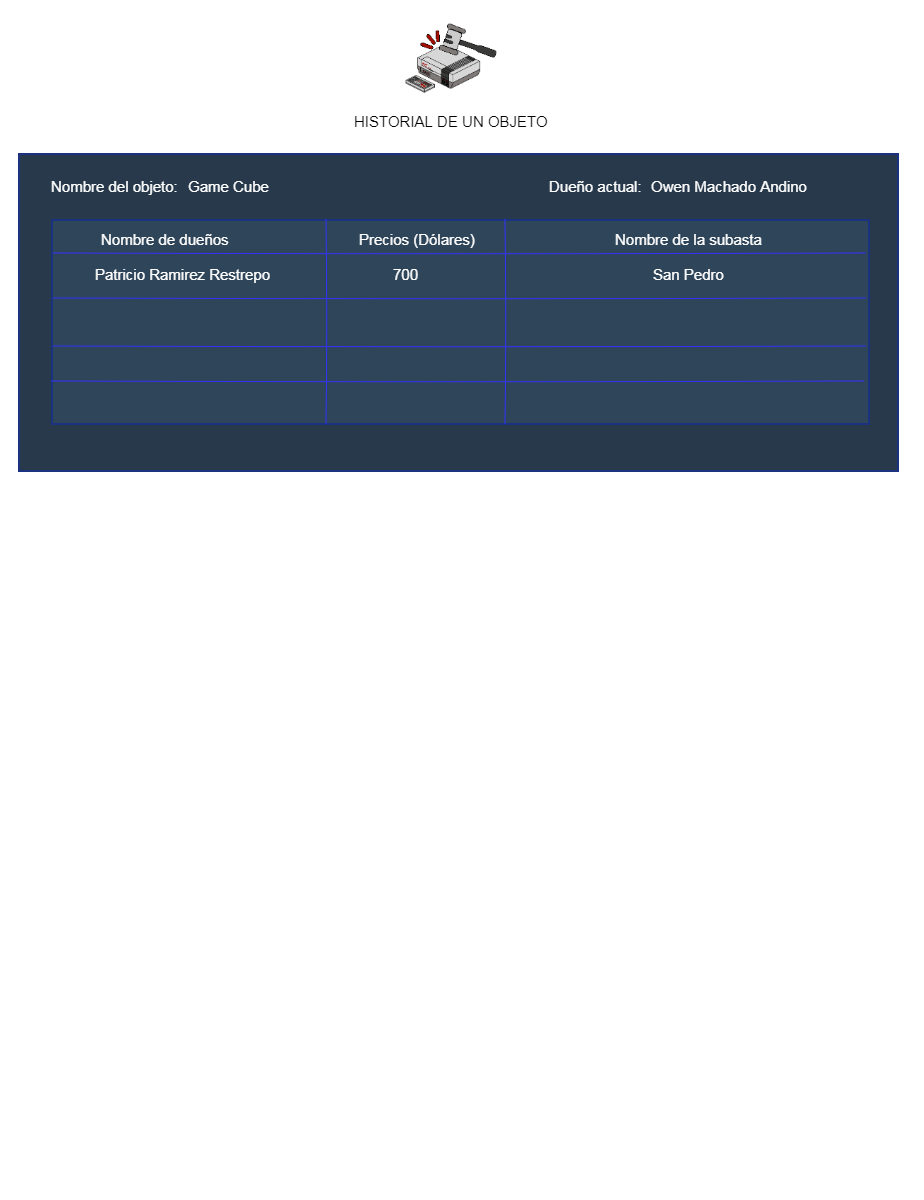 HISTORIAL DE UN OBJETO
Nombre del objeto: Game Cube
Dueño actual: Owen Machado Andino
Nombre de dueños Precios (Dólares) Nombre de la subasta
Patricio Ramirez Restrepo 700 San Pedro